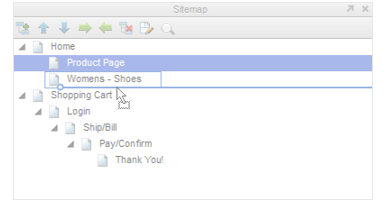 Sitemap
Home
Product Page
Womens - Shoes
Shopping Cart
Login
Ship/Bill
Pay/Confirm
Thank You!